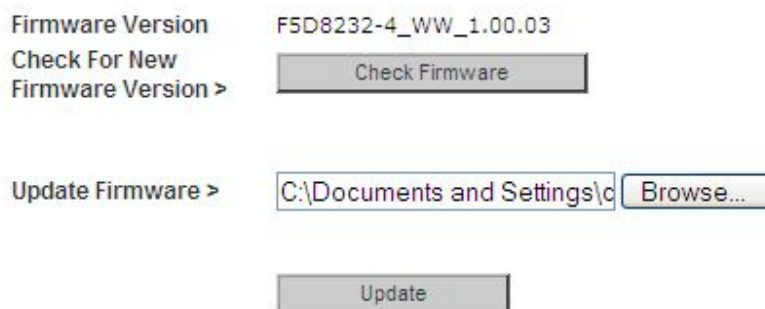 Firmware Version F5D8232-4_WW_1.00.03
Check For New
Firmware Version >
Check Firmware
Update Firmware > C:\Documents and Settings\c Browse...
Update